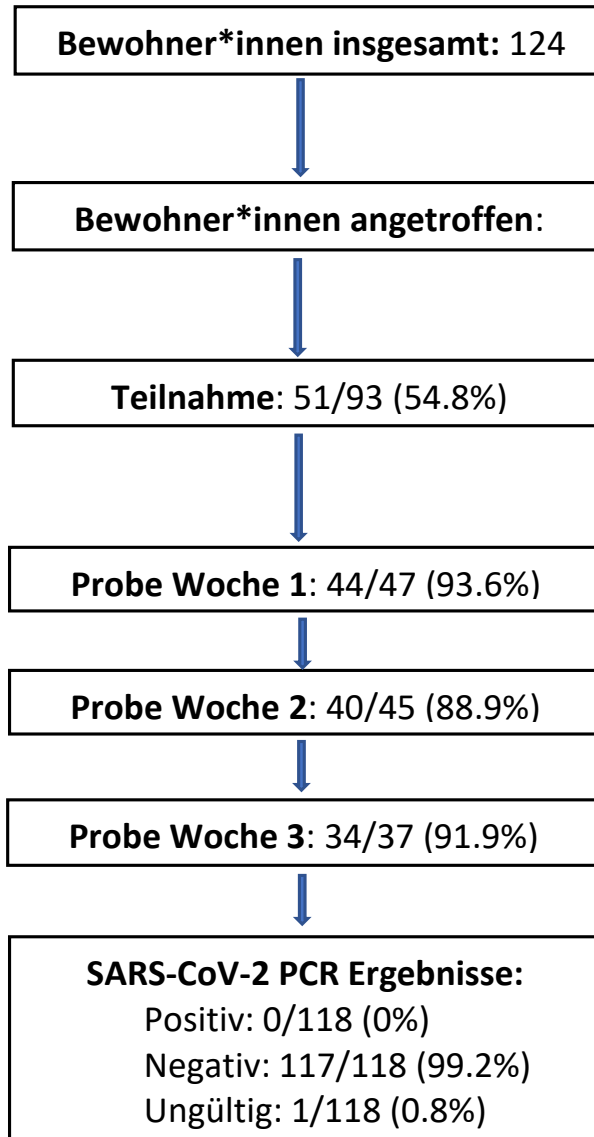 Bewohner*innen insgesamt: 124
Bewohner*innen angetroffen:
Teilnahme: 51/93 (54.8%)
Probe Woche 1: 44/47 (93.6%)
Probe Woche 2: 40/45 (88.9%)
Probe Woche 3: 34/37 (91.9%)
SARS-CoV-2 PCR Ergebnisse:
Positiv: 0/118 (0%)
Negativ: 117/118 (99.2%)
Ungültig: 1/118 (0.8%)